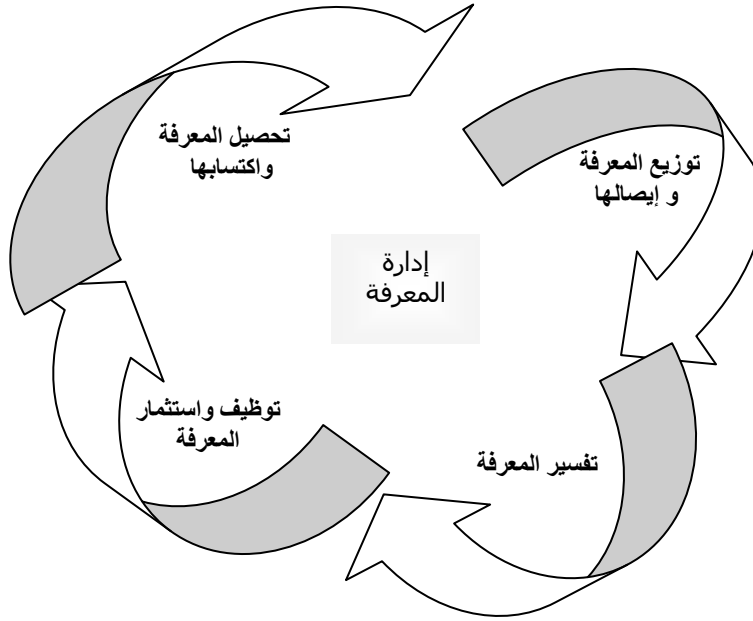 تحصيل المعرفة
واكتسابها
توزيع المعرفة
و إيصالها
إدارة
المعرفة
توظيف واستثمار
المعرفة
تفسير المعرفة